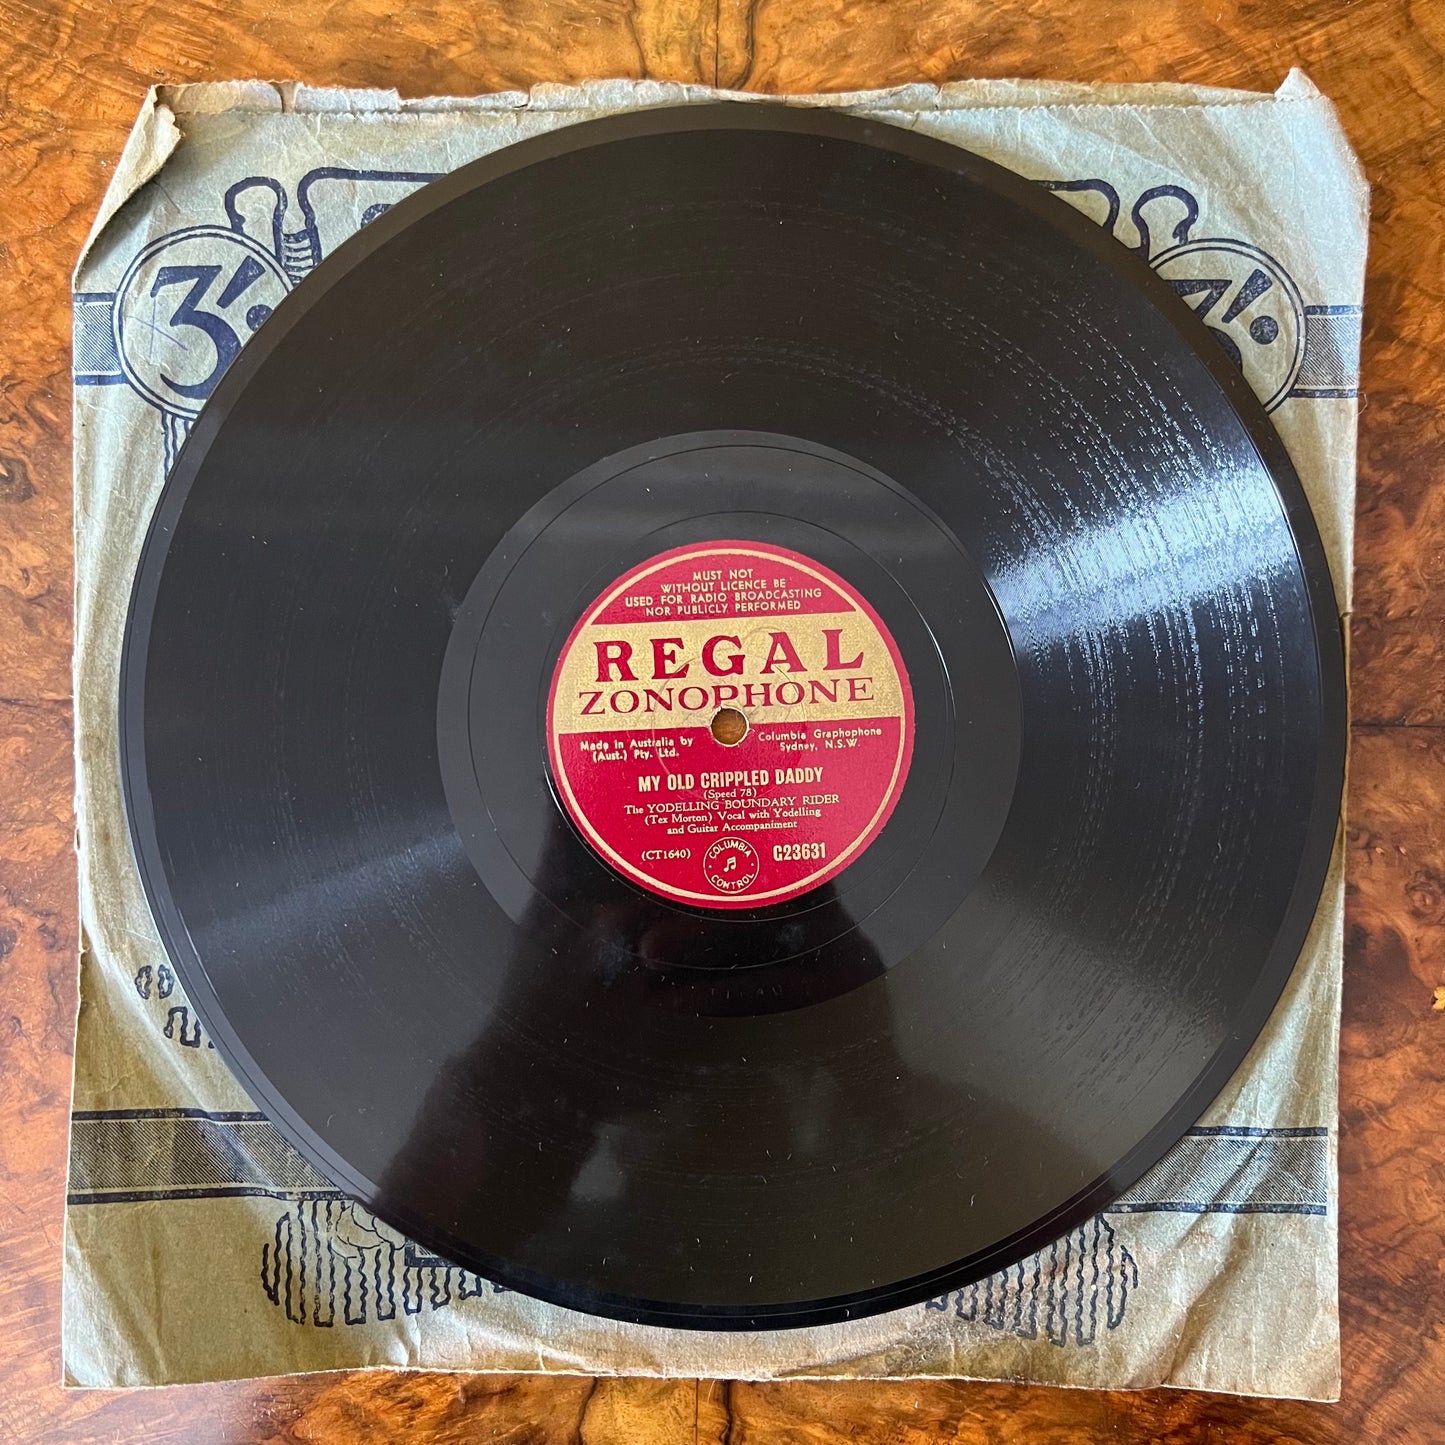 3'.
MUST NOT
WITHOUT LICENCE BE
USED FOR RADIO BROADCASTING
NOR PUBLICLY PERFORMED
REGAL
ZONOPHONE
Made in Australia by Columbia Graphophone
(Aust.) Pty. Ltd. Sydney, N.S.W.
MY OLD CRIPPLED DADDY
(Speed 78)
The YODELLING BOUNDARY RIDER
(Tex Morton) Vocal with Yodelling
and Guitar Accompaniment
(CT1640) COLUMBIA CONTROL G23631